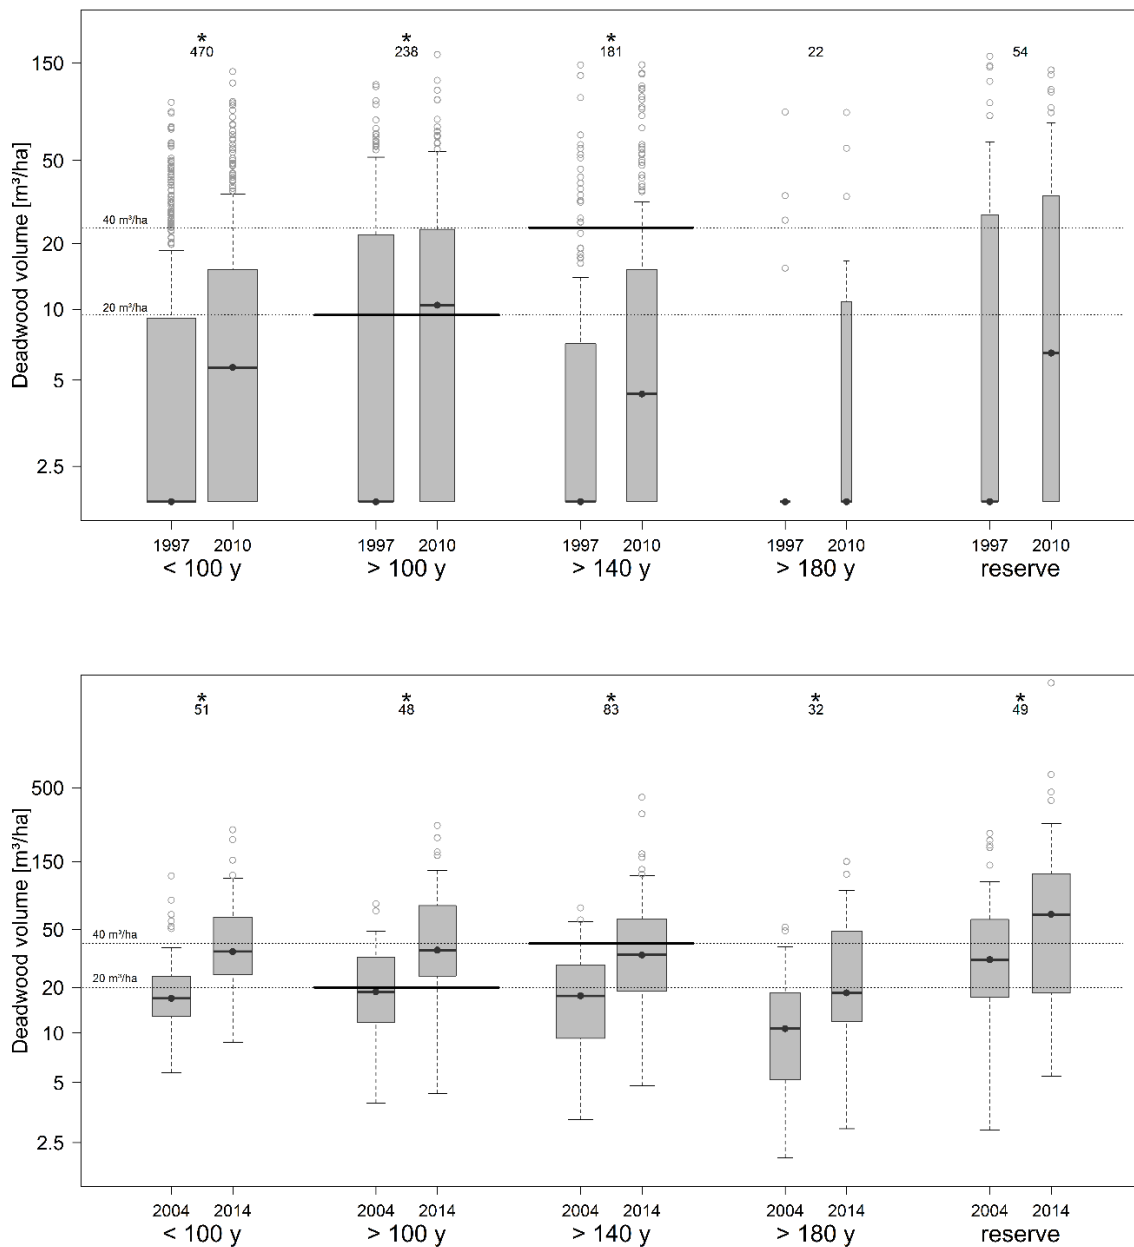 * * *
470 238 181 22 54
Deadwood volume [m³/ha]
150
50
40 m³/ha
20
20 m³/ha
10
5
2.5
1997 2010 1997 2010 1997 2010 1997 2010 1997 2010
< 100 y > 100 y > 140 y > 180 y reserve
* * * * *
51 48 83 32 49
Deadwood volume [m³/ha]
500
150
50
40 m³/ha
20 m³/ha
20
10
5
2.5
2004 2014 2004 2014 2004 2014 2004 2014 2004 2014
< 100 y > 100 y > 140 y > 180 y reserve